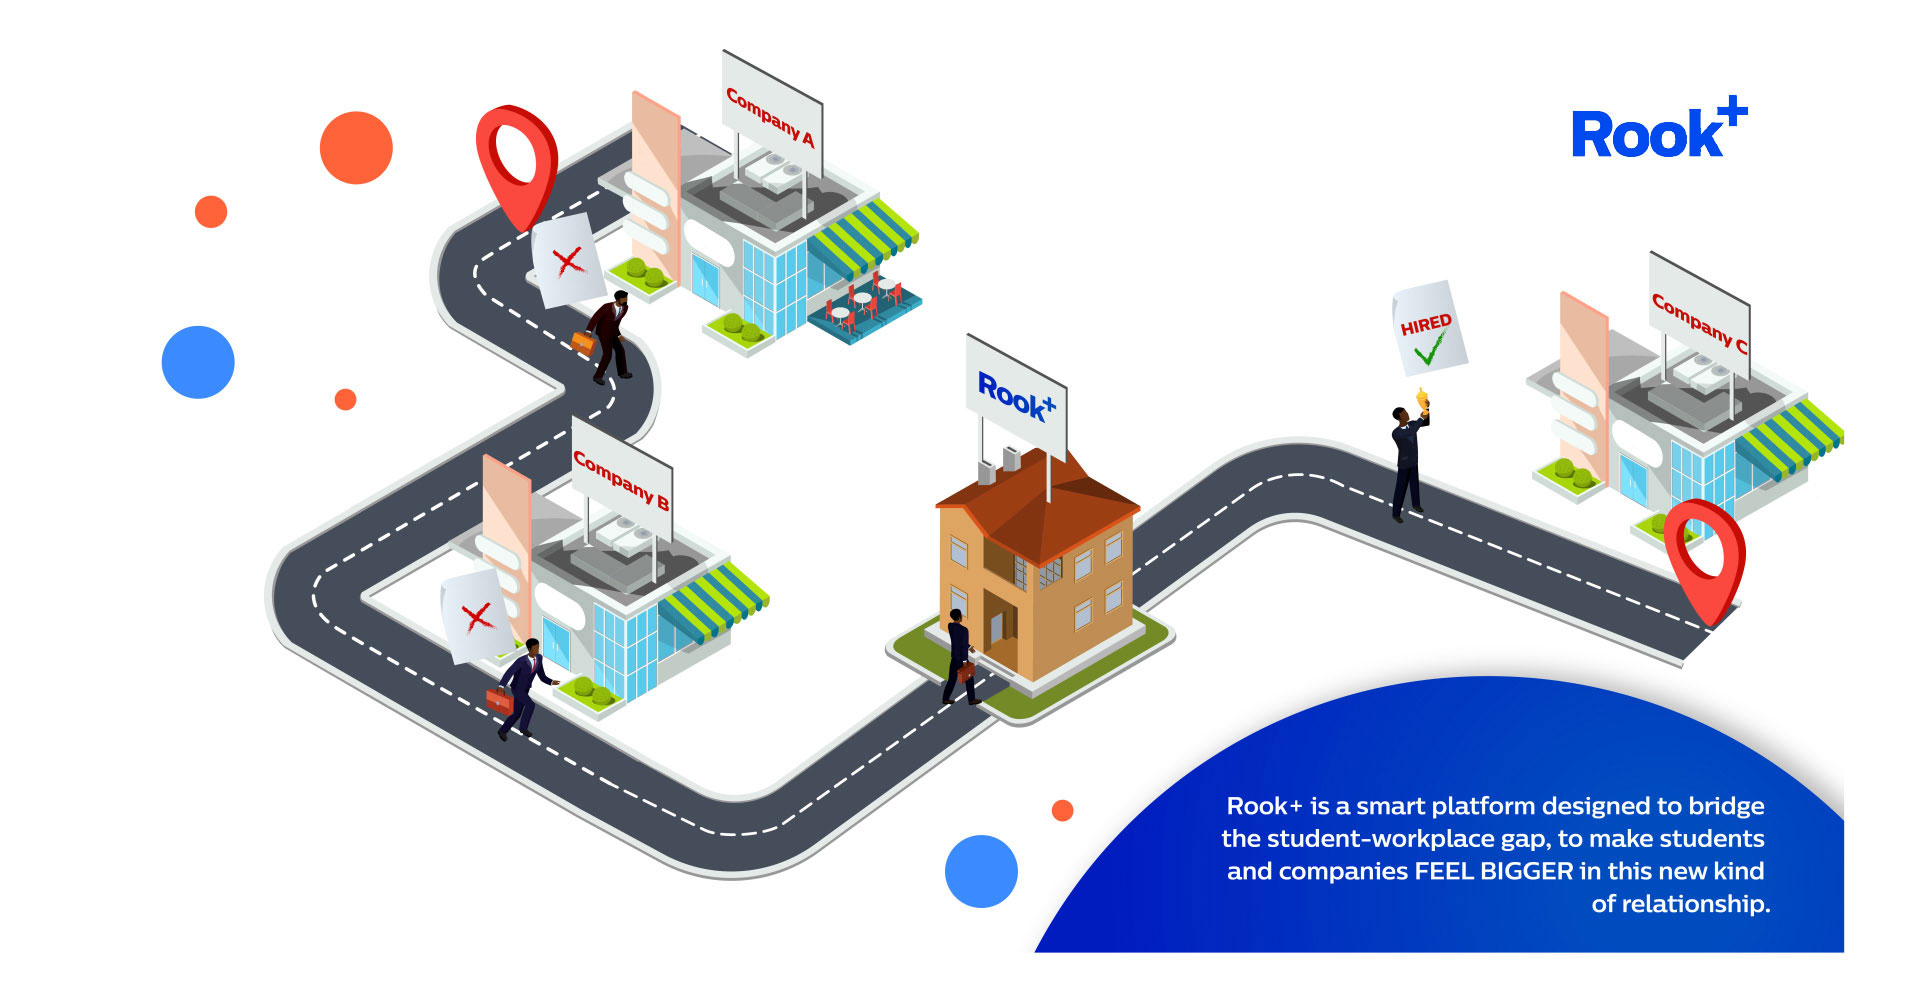 Company A
Rook+
Company C
HIRED
Rook+
Company B
Rook+ is a smart platform designed to bridge
the student-workplace gap, to make students
and companies FEEL BIGGER in this new kind
of relationship.